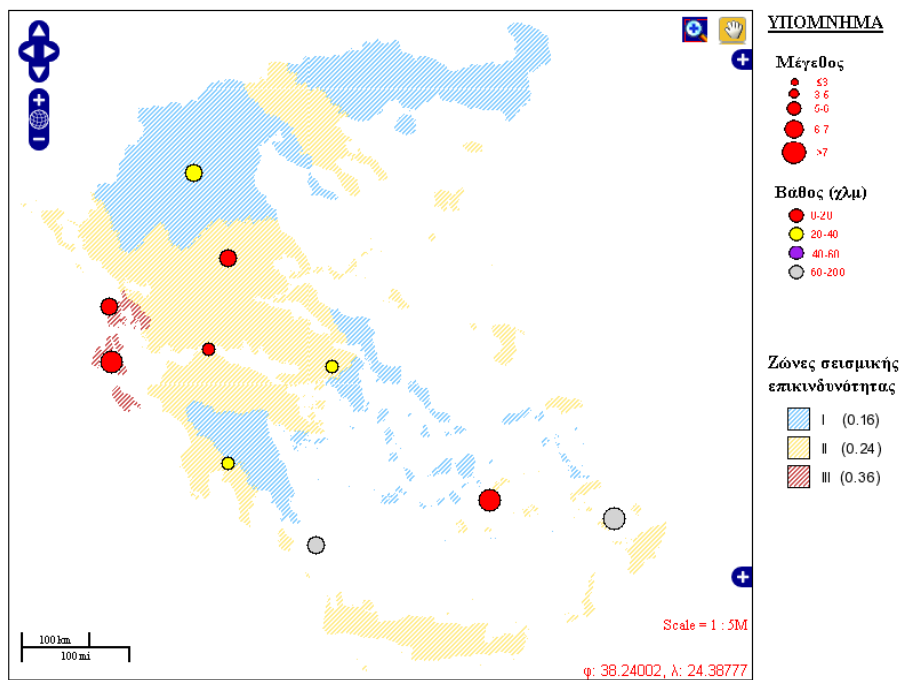 ΥΠΟΜΝΗΜΑ
Μέγεθος
≤3
3-5
5-6
6-7
>7
Βάθος (χλμ)
0-20
20-40
40-60
60-200
Ζώνες σεισμικής
επικινδυνότητας
I (0.16)
II (0.24)
III (0.36)
100 km
100 mi
Scale = 1 : 5M
φ: 38.24002, λ: 24.38777